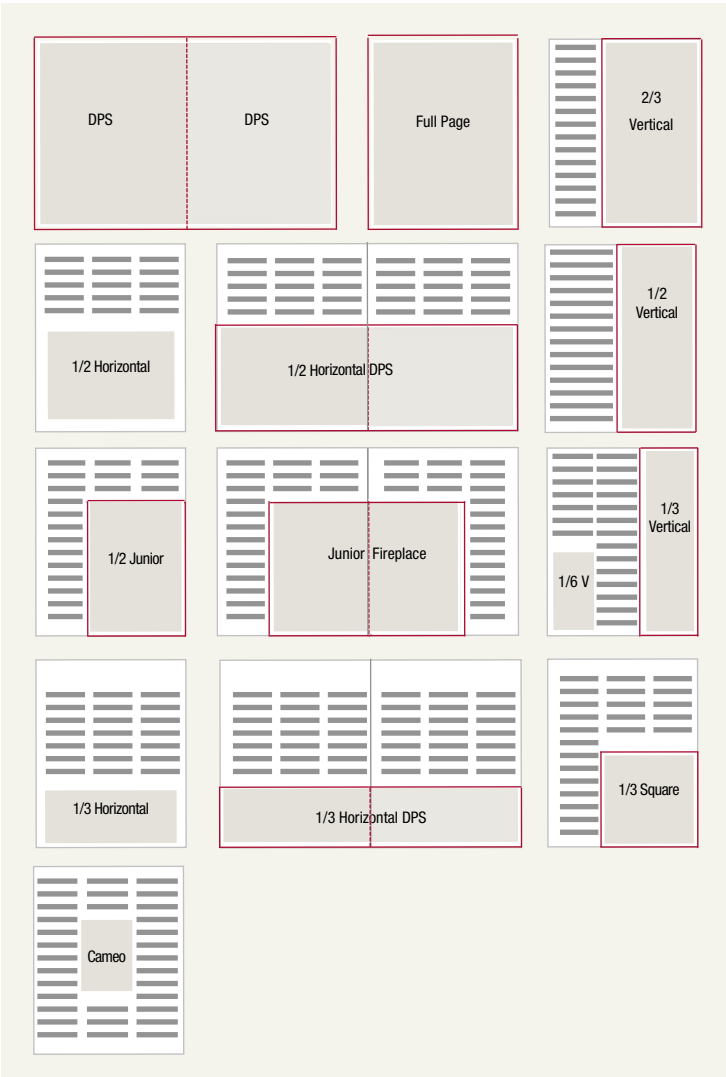 DPS
DPS
Full Page
2/3
Vertical
1/2 Horizontal
1/2 Horizontal DPS
1/2
Vertical
1/2 Junior
Junior Fireplace
1/3
Vertical
1/6 V
1/3 Horizontal
1/3 Horizontal DPS
1/3 Square
Cameo